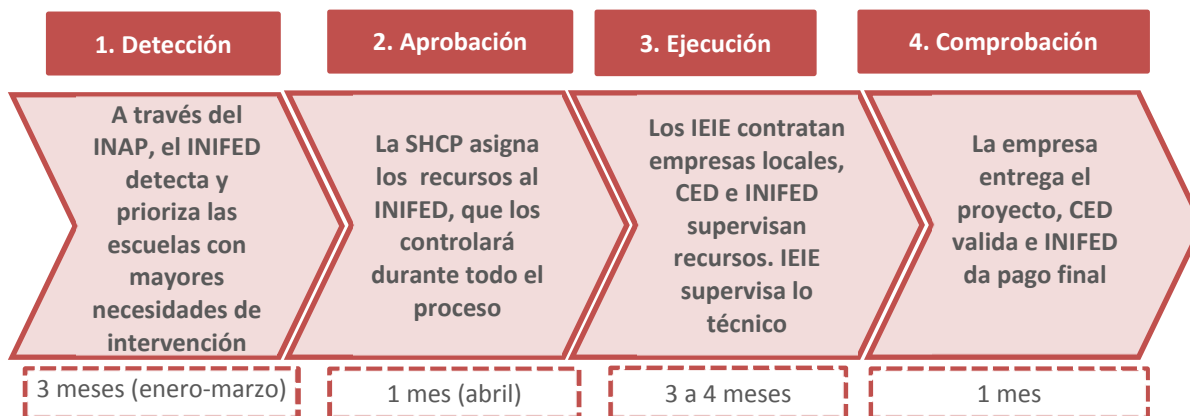 1. Detección
2. Aprobación
3. Ejecución
4. Comprobación
A través del
INAP, el INIFED
detecta y
prioriza las
escuelas con
mayores
necesidades de
intervención
La SHCP asigna
los recursos al
INIFED, que los
controlará
durante todo el
proceso
Los IEIE contratan
empresas locales,
CED e INIFED
supervisan
recursos. IEIE
supervisa lo
técnico
La empresa
entrega el
proyecto, CED
valida e INIFED
da pago final
3 meses (enero-marzo)
1 mes (abril)
3 a 4 meses
1 mes